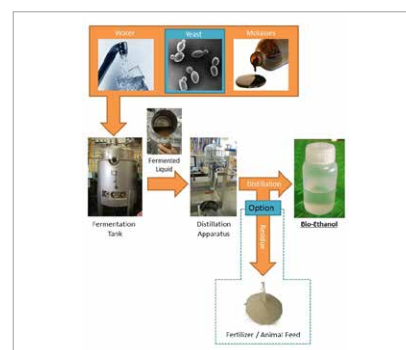 Water
Yeast
Molasses
Fermented
Liquid
Fermentation
Tank
Distillation
Apparatus
Distillation
Option
Residue
Bio-Ethanol
Fertilizer / Animal Feed